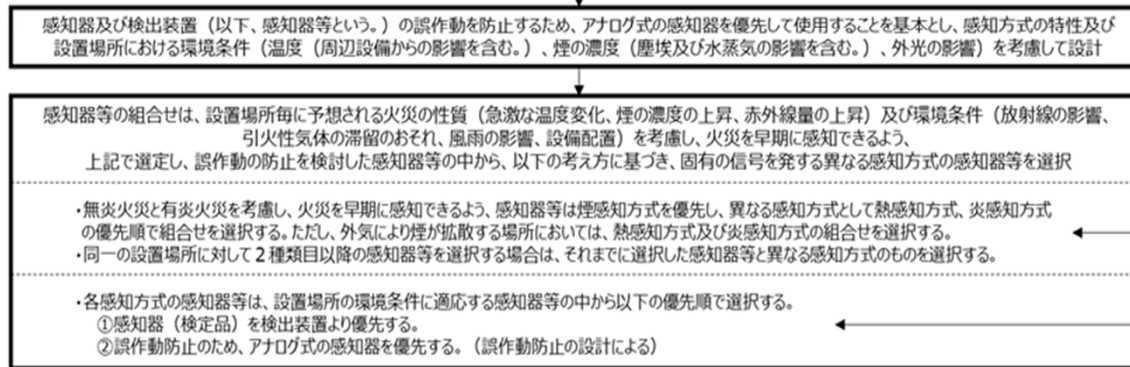 感知器及び検出装置（以下、感知器等という。）の誤作動を防止するため、アナログ式の感知器を優先して使用することを基本とし、感知方式の特性及び
設置場所における環境条件（温度（周辺設備からの影響を含む。）、煙の濃度（塵埃及び水蒸気の影響を含む。）、外光の影響）を考慮して設計
感知器等の組合せは、設置場所毎に予想される火災の性質（急激な温度変化、煙の濃度の上昇、赤外線量の上昇）及び環境条件（放射線の影響、
引火性気体の滞留のおそれ、風雨の影響、設備配置）を考慮し、火災を早期に感知できるよう、
上記で選定し、誤作動の防止を検討した感知器等の中から、以下の考え方に基づき、固有の信号を発する異なる感知方式の感知器等を選択
・無炎火災と有炎火災を考慮し、火災を早期に感知できるよう、感知器等は煙感知方式を優先し、異なる感知方式として熱感知方式、炎感知方式
の優先順で組合せを選択する。ただし、外気により煙が拡散する場所においては、熱感知方式及び炎感知方式の組合せを選択する。
・同一の設置場所に対して２種類目以降の感知器等を選択する場合は、それまでに選択した感知器等と異なる感知方式のものを選択する。
・各感知方式の感知器等は、設置場所の環境条件に適応する感知器等の中から以下の優先順で選択する。
①感知器（検定品）を検出装置より優先する。
②誤作動防止のため、アナログ式の感知器を優先する。（誤作動防止の設計による）